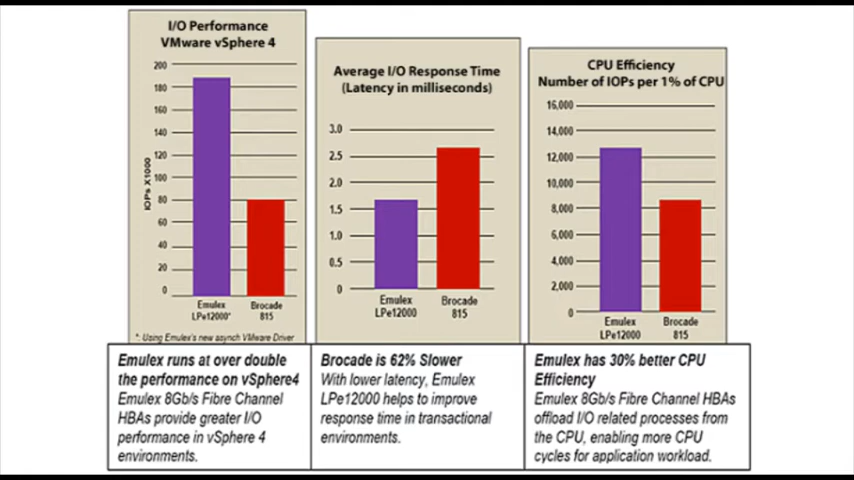 I/O Performance
VMware vSphere 4
200
180
160
140
120
100
80
60
40
20
0
IOPs X1000
Emulex
LPe12000*
Brocade
815
*: Using Emulex's new asynch VMware Driver
Average I/O Response Time
(Latency in milliseconds)
3.0
2.5
2.0
1.5
1.0
0.5
0
Emulex
LPe12000
Brocade
815
CPU Efficiency
Number of IOPs per 1% of CPU
16,000
14,000
12,000
10,000
8,000
6,000
4,000
2,000
0
Emulex
LPe12000
Brocade
815
Emulex runs at over double
the performance on vSphere4
Emulex 8Gb/s Fibre Channel
HBAs provide greater I/O
performance in vSphere 4
environments.
Brocade is 62% Slower
With lower latency, Emulex
LPe12000 helps to improve
response time in transactional
environments.
Emulex has 30% better CPU
Efficiency
Emulex 8Gb/s Fibre Channel HBAs
offload I/O related processes from
the CPU, enabling more CPU
cycles for application workload.